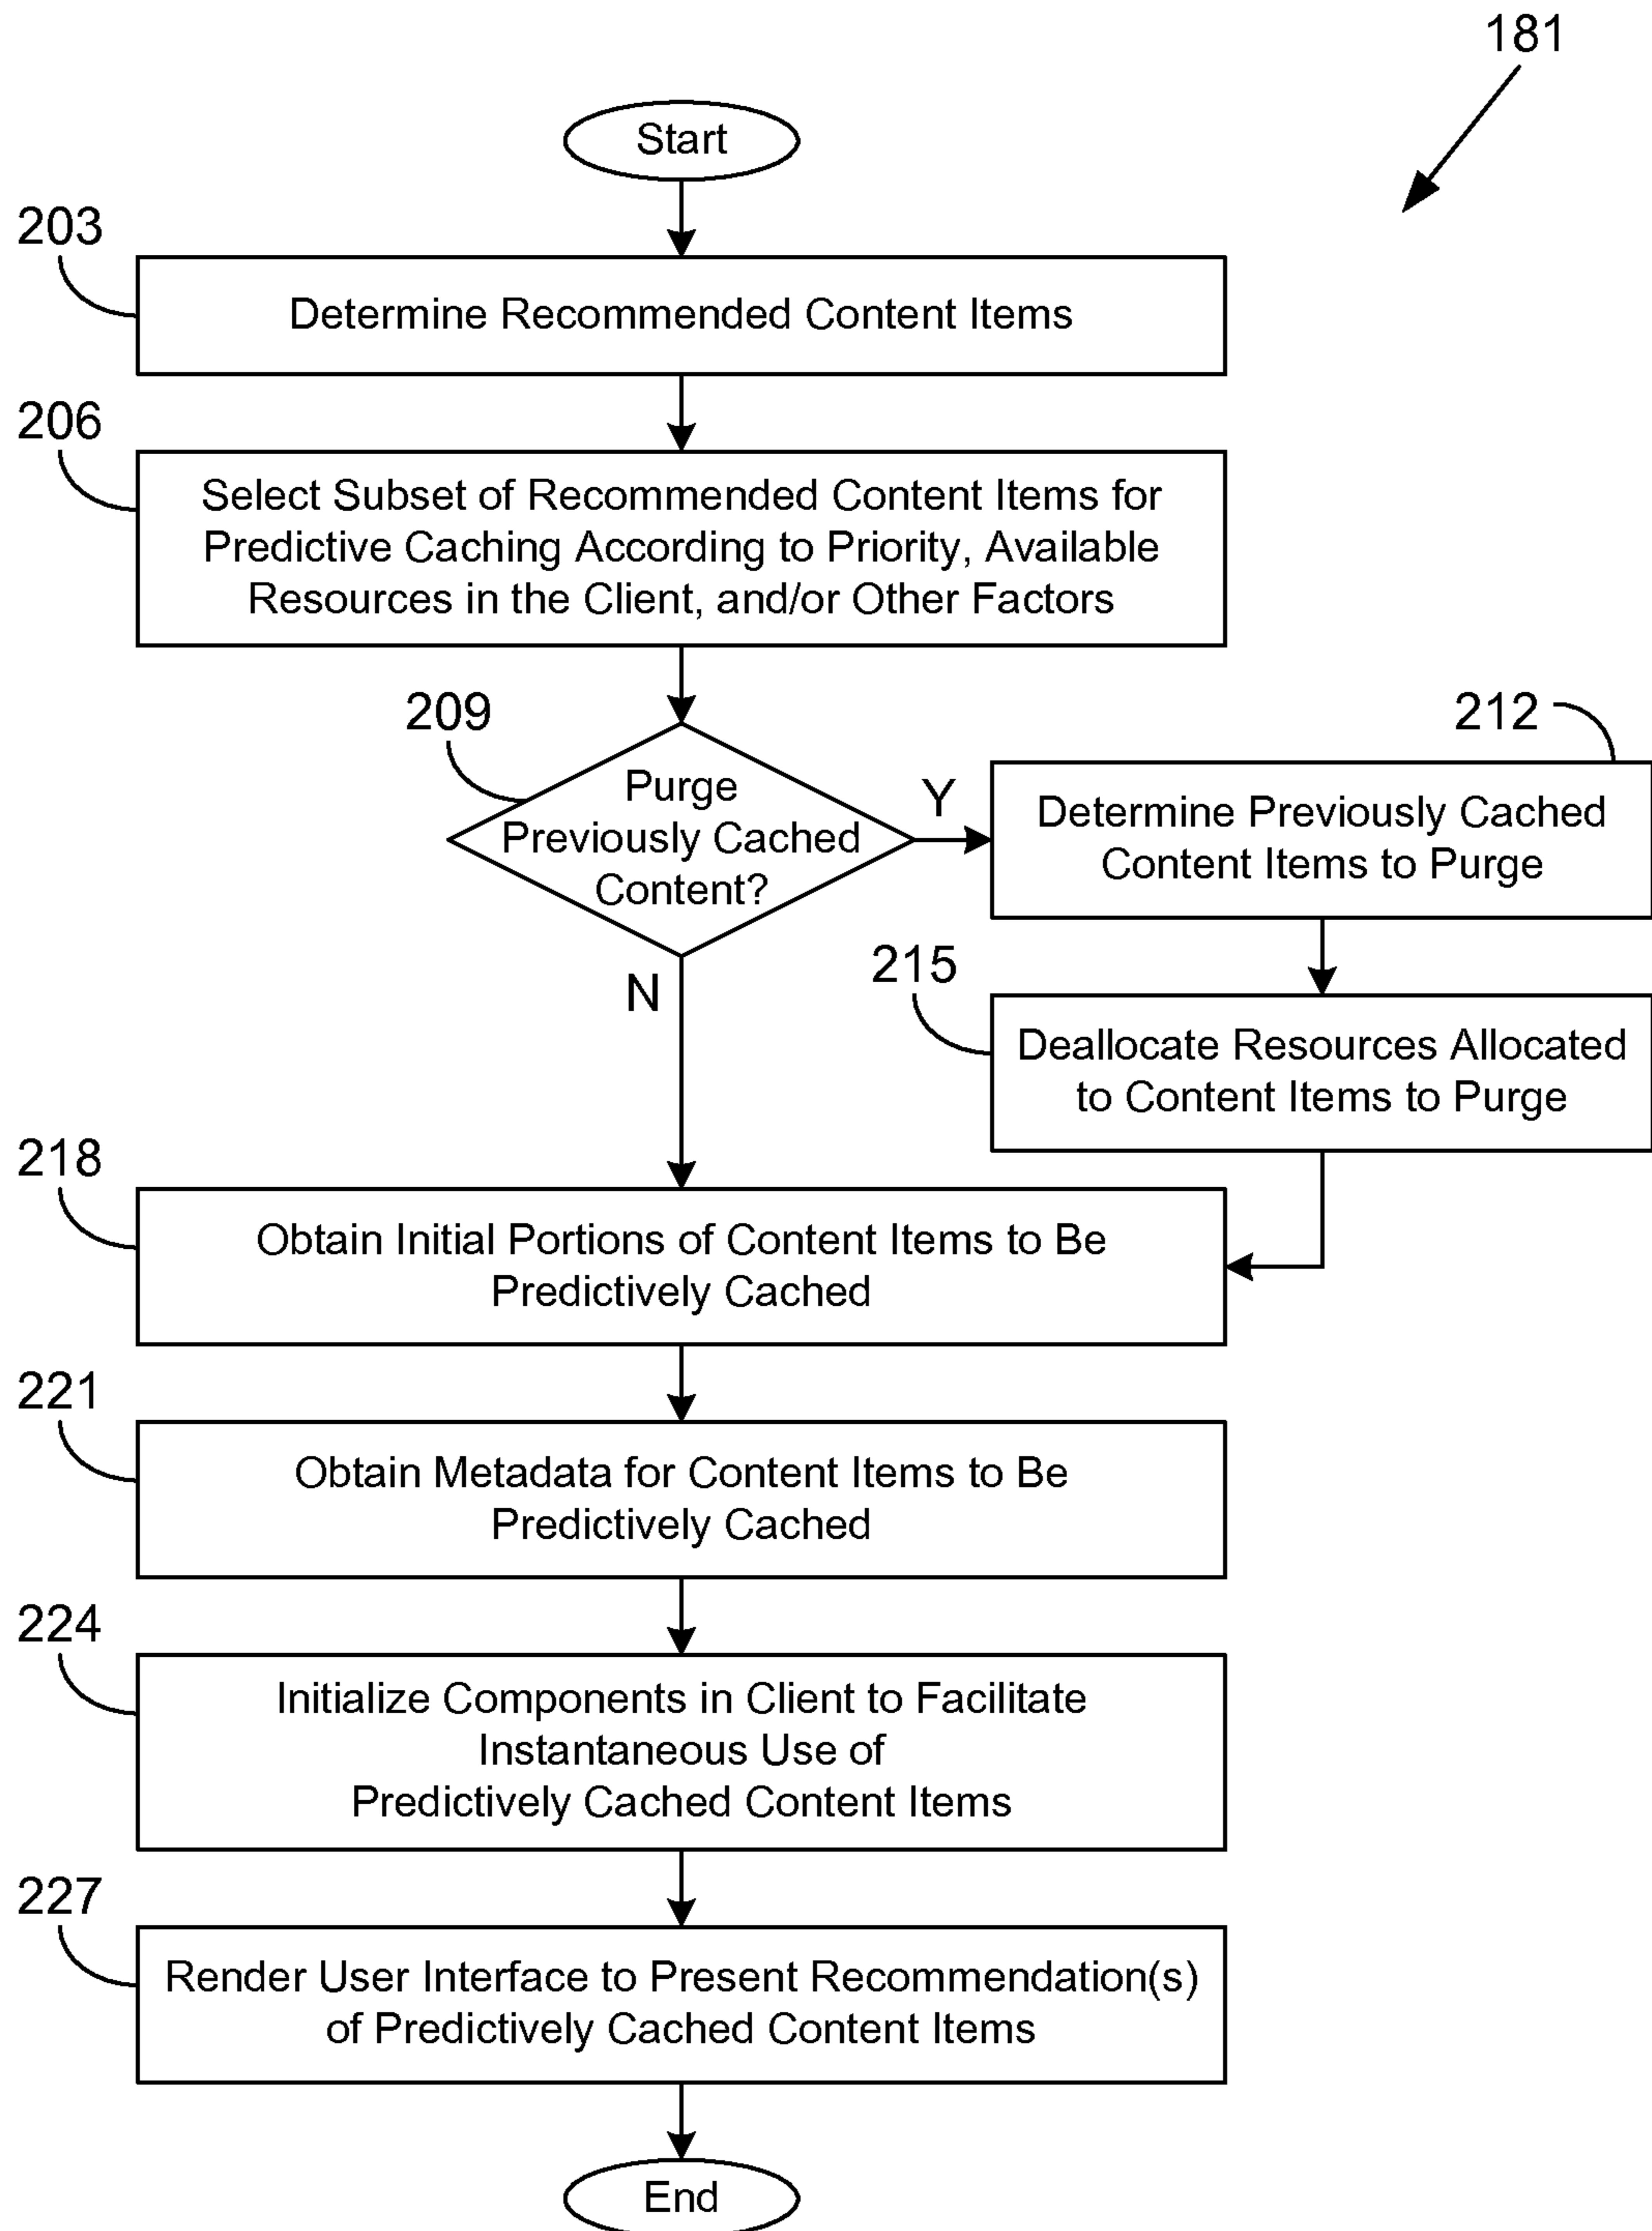 181
Start
203
Determine Recommended Content Items
206
Select Subset of Recommended Content Items for
Predictive Caching According to Priority, Available
Resources in the Client, and/or Other Factors
209
Purge
Previously Cached
Content?
Y
N
212
Determine Previously Cached
Content Items to Purge
215
Deallocate Resources Allocated
to Content Items to Purge
218
Obtain Initial Portions of Content Items to Be
Predictively Cached
221
Obtain Metadata for Content Items to Be
Predictively Cached
224
Initialize Components in Client to Facilitate
Instantaneous Use of
Predictively Cached Content Items
227
Render User Interface to Present Recommendation(s)
of Predictively Cached Content Items
End